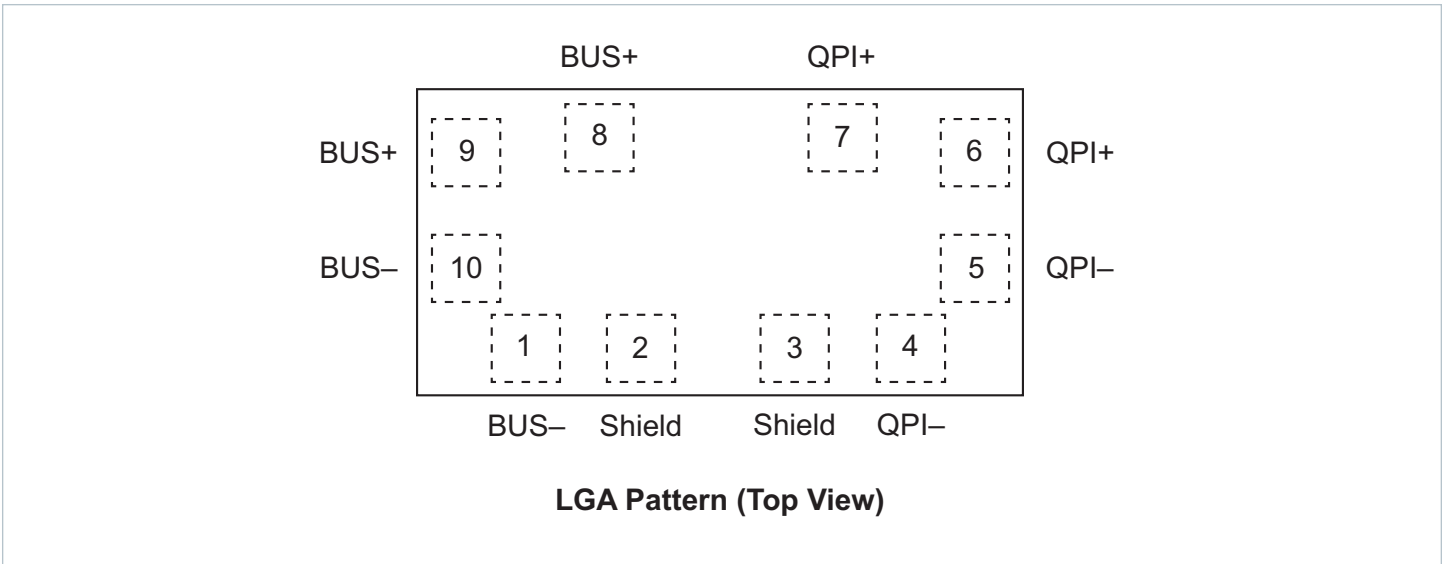 BUS+ QPI+
8 7
BUS+ 9 6 QPI+
BUS– 10 5 QPI–
1 2 3 4
BUS– Shield Shield QPI–
LGA Pattern (Top View)